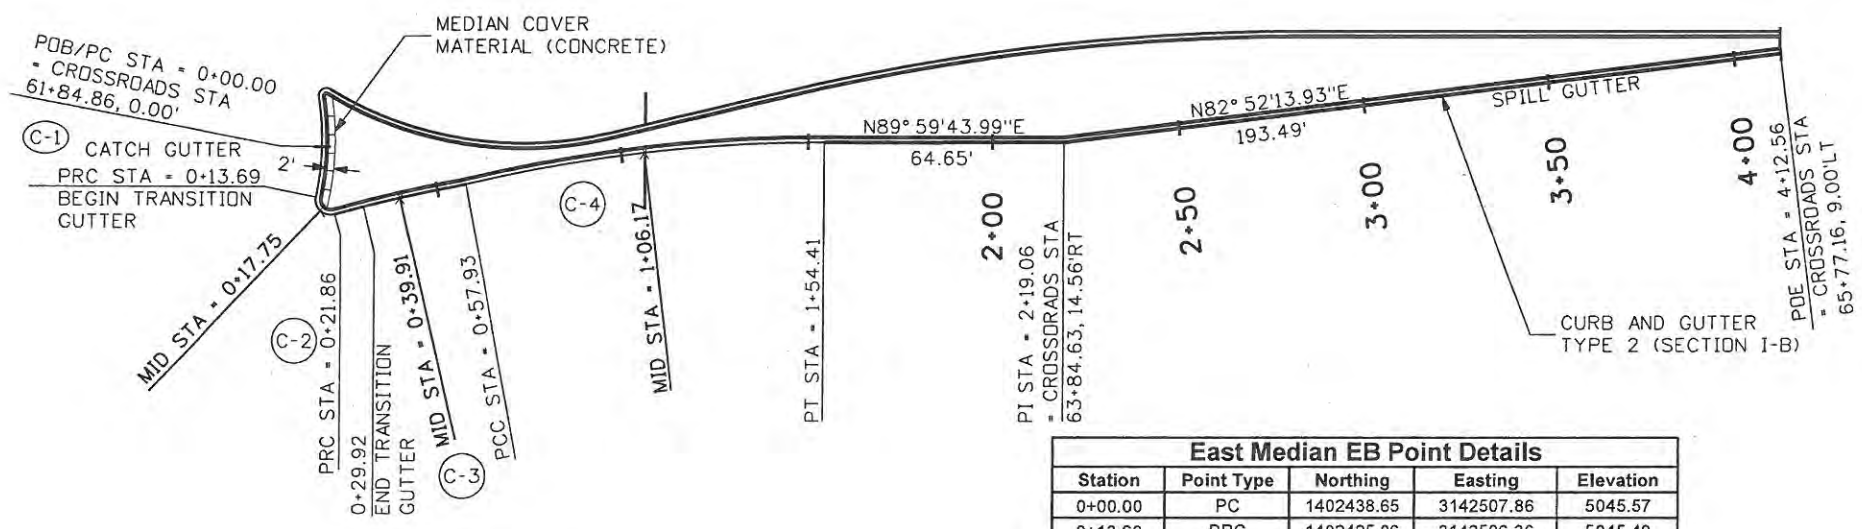 MEDIAN COVER
MATERIAL (CONCRETE)
POB/PC STA = 0+00.00
= CROSSROADS STA
61+84.86, 0.00'
C-1
CATCH GUTTER
2'
PRC STA = 0+13.69
BEGIN TRANSITION
GUTTER
MID STA = 0+17.75
C-2
PRC STA = 0+21.86
0+29.92
END TRANSITION
GUTTER
MID STA = 0+39.91
C-3
PCC STA = 0+57.93
C-4
MID STA = 1+06.17
PT STA = 1+54.41
N89° 59'43.99"E
64.65'
2+00
PI STA = 2+19.06
= CROSSORADS STA
63+84.63, 14.56'RT
N82° 52'13.93"E
193.49'
2+50
3+00
SPILL GUTTER
3+50
4+00
POE STA = 4+12.56
= CROSSROADS STA
65+77.16, 9.00'LT
CURB AND GUTTER
TYPE 2 (SECTION I-B)
East Median EB Point Details
Station Point Type Northing Easting Elevation
0+00.00 PC 1402438.65 3142507.86 5045.57